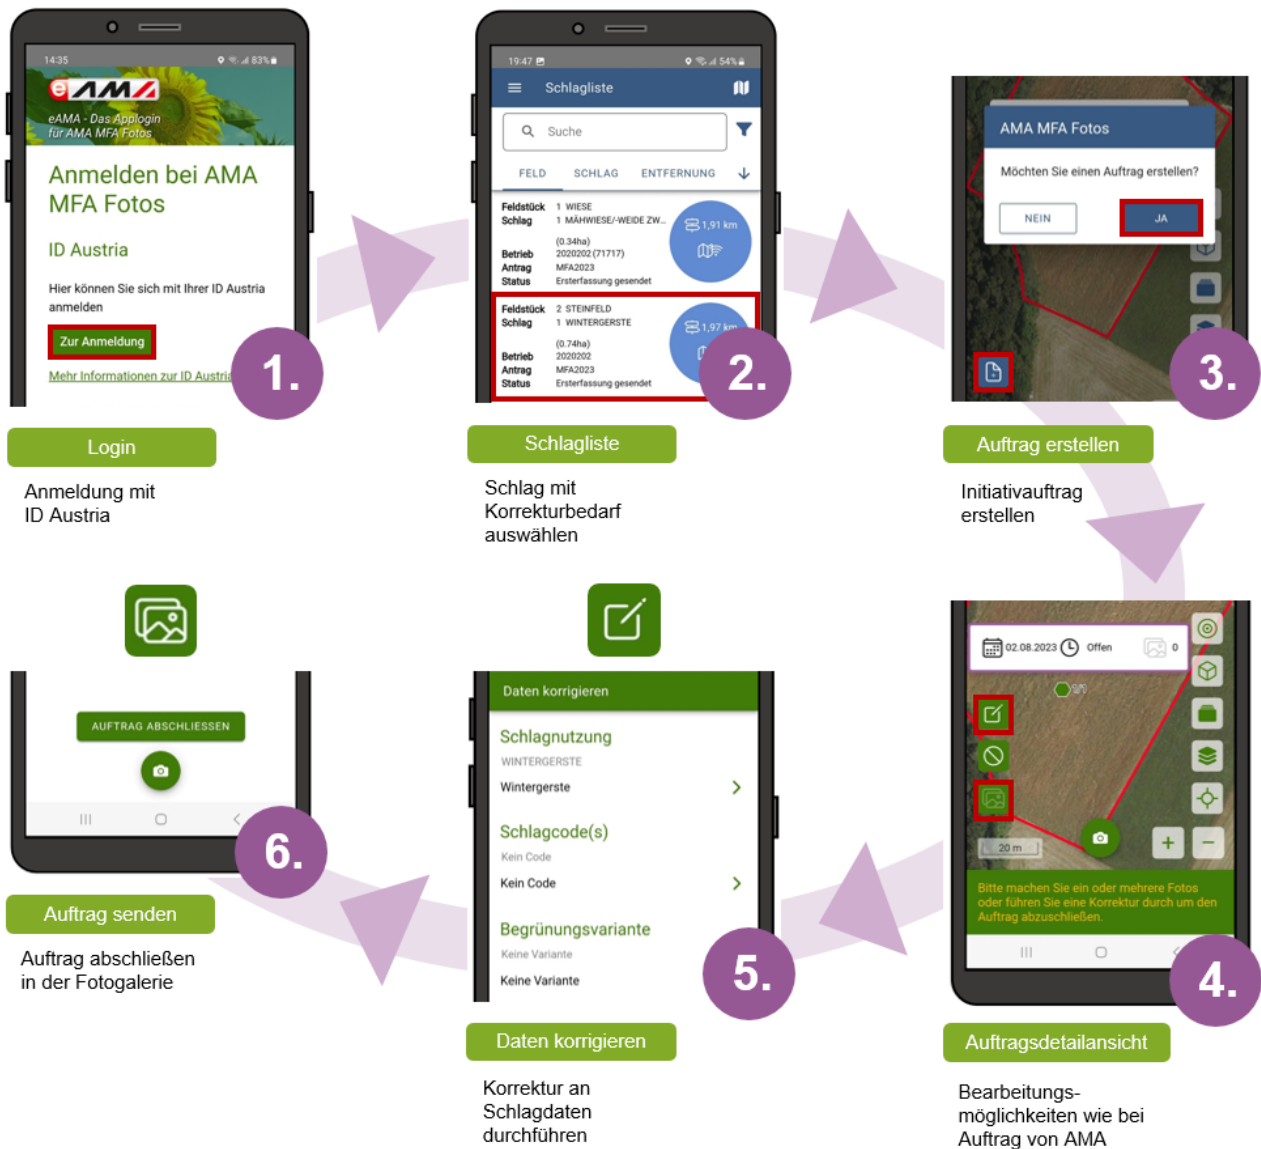 14:35
83%
eAMA
eAMA - Das Applogin
für AMA MFA Fotos
Anmelden bei AMA
MFA Fotos
ID Austria
Hier können Sie sich mit Ihrer ID Austria
anmelden
Zur Anmeldung
Mehr Informationen zur ID Austria
1.
Login
Anmeldung mit
ID Austria
19:47
54%
Schlagliste
Suche
FELD SCHLAG ENTFERNUNG
Feldstück 1 WIESE
Schlag 1 MÄHWIESE/-WEIDE ZW...
(0.34ha)
Betrieb 2020202 (71717)
Antrag MFA2023
Status Ersterfassung gesendet
1,91 km
Feldstück 2 STEINFELD
Schlag 1 WINTERGERSTE
(0.74ha)
Betrieb 2020202
Antrag MFA2023
Status Ersterfassung gesendet
1,97 km
2.
Schlagliste
Schlag mit
Korrekturbedarf
auswählen
AMA MFA Fotos
Möchten Sie einen Auftrag erstellen?
NEIN JA
3.
Auftrag erstellen
Initiativauftrag
erstellen
02.08.2023 Offen 0
20 m
Bitte machen Sie ein oder mehrere Fotos
oder führen Sie eine Korrektur durch um den
Auftrag abzuschließen.
4.
Auftragsdetailansicht
Bearbeitungs-
möglichkeiten wie bei
Auftrag von AMA
Daten korrigieren
Schlagnutzung
WINTERGERSTE
Wintergerste
Schlagcode(s)
Kein Code
Kein Code
Begrünungsvariante
Keine Variante
Keine Variante
5.
Daten korrigieren
Korrektur an
Schlagdaten
durchführen
AUFTRAG ABSCHLIESSEN
6.
Auftrag senden
Auftrag abschließen
in der Fotogalerie